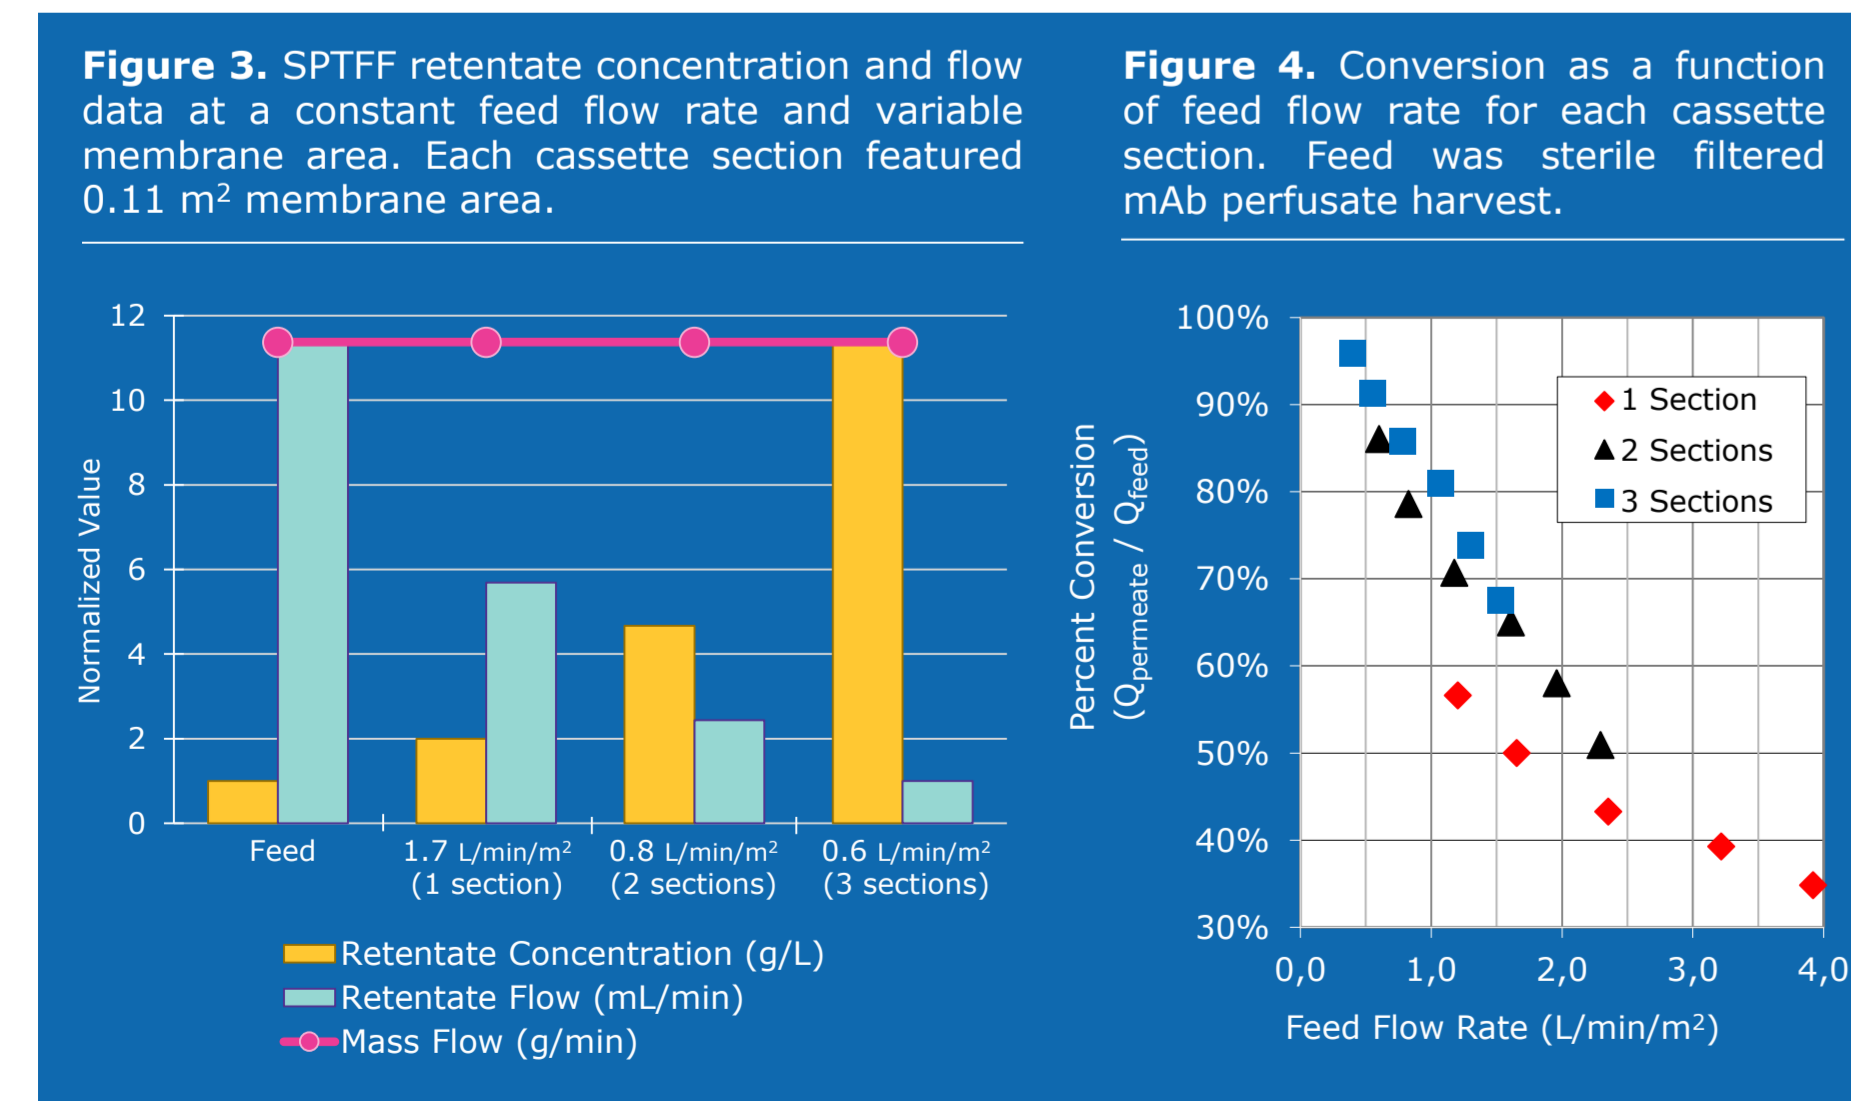 Figure 3. SPTFF retentate concentration and flow
data at a constant feed flow rate and variable
membrane area. Each cassette section featured
0.11 m² membrane area.
12
10
8
6
4
2
0
Normalized Value
Feed
1.7 L/min/m²
(1 section)
0.8 L/min/m²
(2 sections)
0.6 L/min/m²
(3 sections)
Retentate Concentration (g/L)
Retentate Flow (mL/min)
Mass Flow (g/min)
Figure 4. Conversion as a function
of feed flow rate for each cassette
section. Feed was sterile filtered
mAb perfusate harvest.
100%
90%
80%
70%
60%
50%
40%
30%
Percent Conversion
(Qpermeate / Qfeed)
1 Section
2 Sections
3 Sections
0,0 1,0 2,0 3,0 4,0
Feed Flow Rate (L/min/m²)